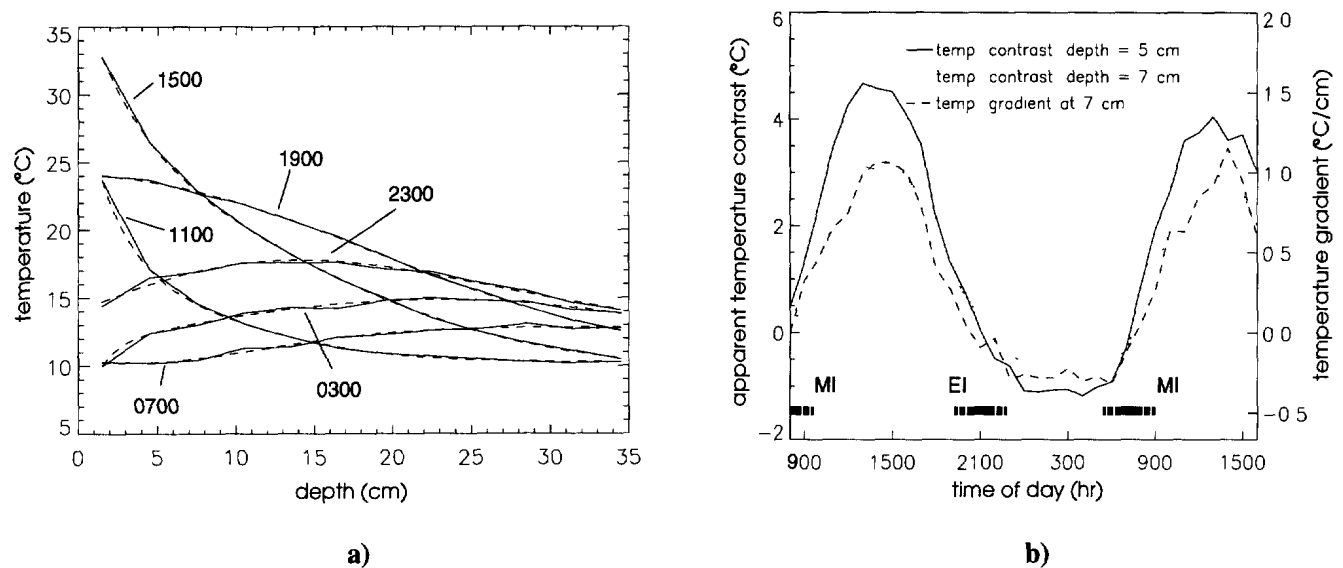 35
30
25
20
15
10
5
temperature (°C)
1500
1900
2300
1100
0300
0700
0 5 10 15 20 25 30 35
depth (cm)
a)
6
4
2
0
-2
apparent temperature contrast (°C)
temp contrast depth = 5 cm
temp contrast depth = 7 cm
temp gradient at 7 cm
MI EI MI
2 0
1 5
1 0
0 5
0 0
-0 5
temperature gradient (°C/cm)
900 1500 2100 300 900 1500
time of day (hr)
b)